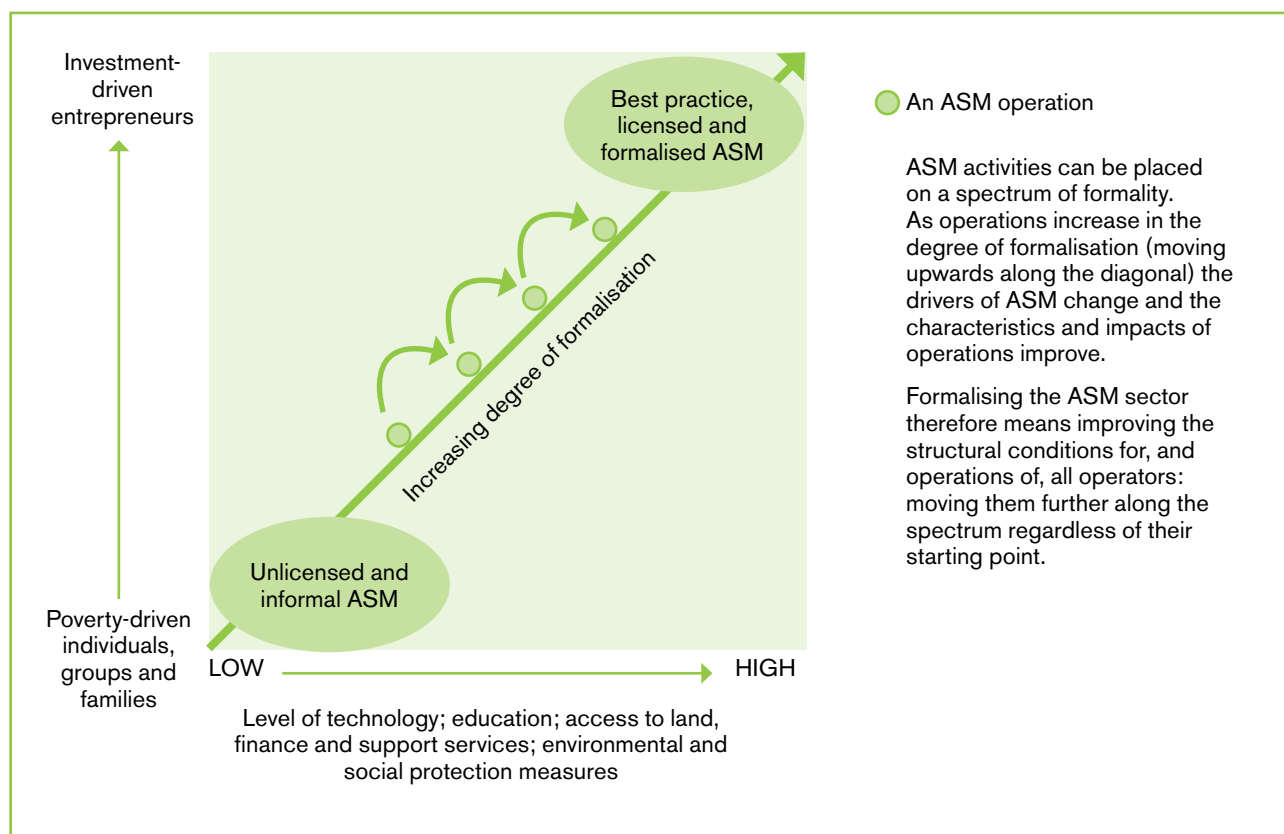 Investment-
driven
entrepreneurs
Poverty-driven
individuals,
groups and
families
Best practice,
licensed and
formalised ASM
Increasing degree of formalisation
Unlicensed and
informal ASM
LOW
HIGH
Level of technology; education; access to land,
finance and support services; environmental and
social protection measures
An ASM operation
ASM activities can be placed
on a spectrum of formality.
As operations increase in the
degree of formalisation (moving
upwards along the diagonal) the
drivers of ASM change and the
characteristics and impacts of
operations improve.
Formalising the ASM sector
therefore means improving the
structural conditions for, and
operations of, all operators:
moving them further along the
spectrum regardless of their
starting point.